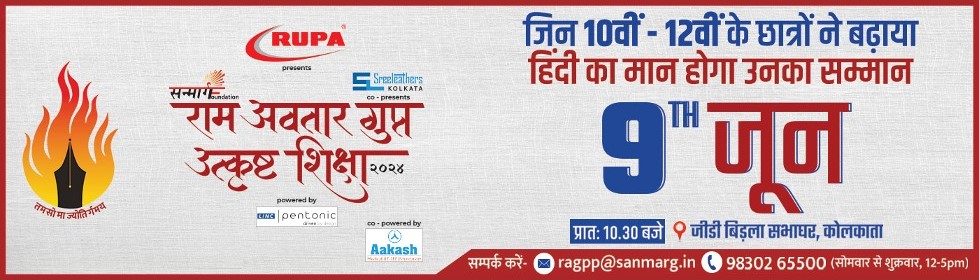 तमसो मा ज्योतिर्गमय
RUPA
presents
सन्मार्ग Foundation
SL Sreeleathers
KOLKATA
co - presents
राम अवतार गुप्त
उत्कृष्ट शिक्षा २०२४
powered by
LINC pentonic
co - powered by
Aakash
जिन 10वीं - 12वीं के छात्रों ने बढ़ाया
हिंदी का मान होगा उनका सम्मान
9TH जून
प्रात: 10.30 बजे जीडी बिड़ला सभाघर, कोलकाता
सम्पर्क करें- ragpp@sanmarg.in 98302 65500 (सोमवार से शुक्रवार, 12-5pm)